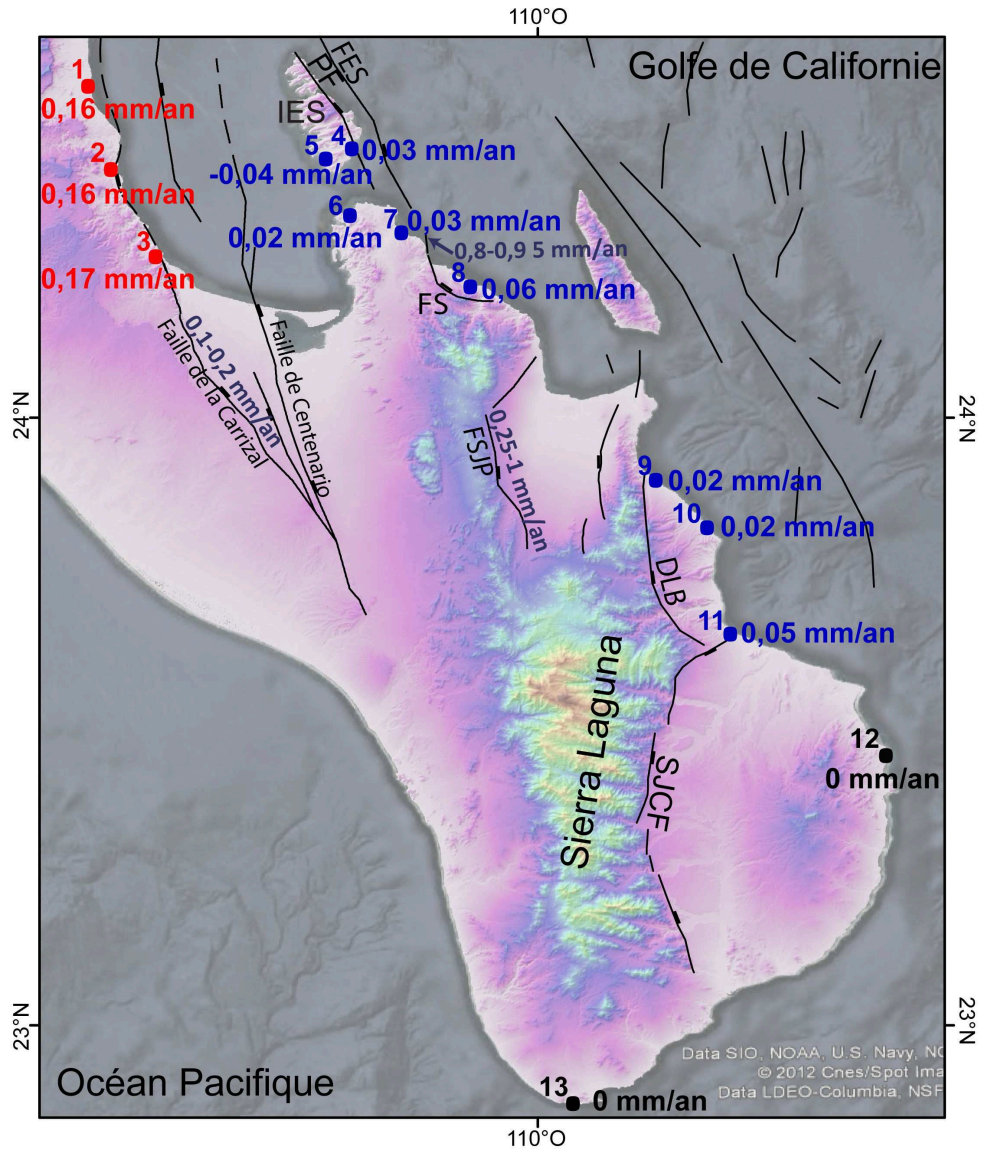 110°O
Golfe de Californie
FES
PF
IES
1
0,16 mm/an
2
0,16 mm/an
3
0,17 mm/an
4
0,03 mm/an
5
-0,04 mm/an
6
0,02 mm/an
7
0,03 mm/an
0,8-0,9 5 mm/an
8
0,06 mm/an
FS
0,1-0,2 mm/an
Faille de la Carrizal
Faille de Centenario
24°N
24°N
FSJP
0,25-1 mm/an
9
0,02 mm/an
10
0,02 mm/an
DLB
11
0,05 mm/an
Sierra Laguna
SJCF
12
0 mm/an
23°N
23°N
Data SIO, NOAA, U.S. Navy, NG
© 2012 Cnes/Spot Ima
Data LDEO-Columbia, NSF
Océan Pacifique
13
0 mm/an
110°O